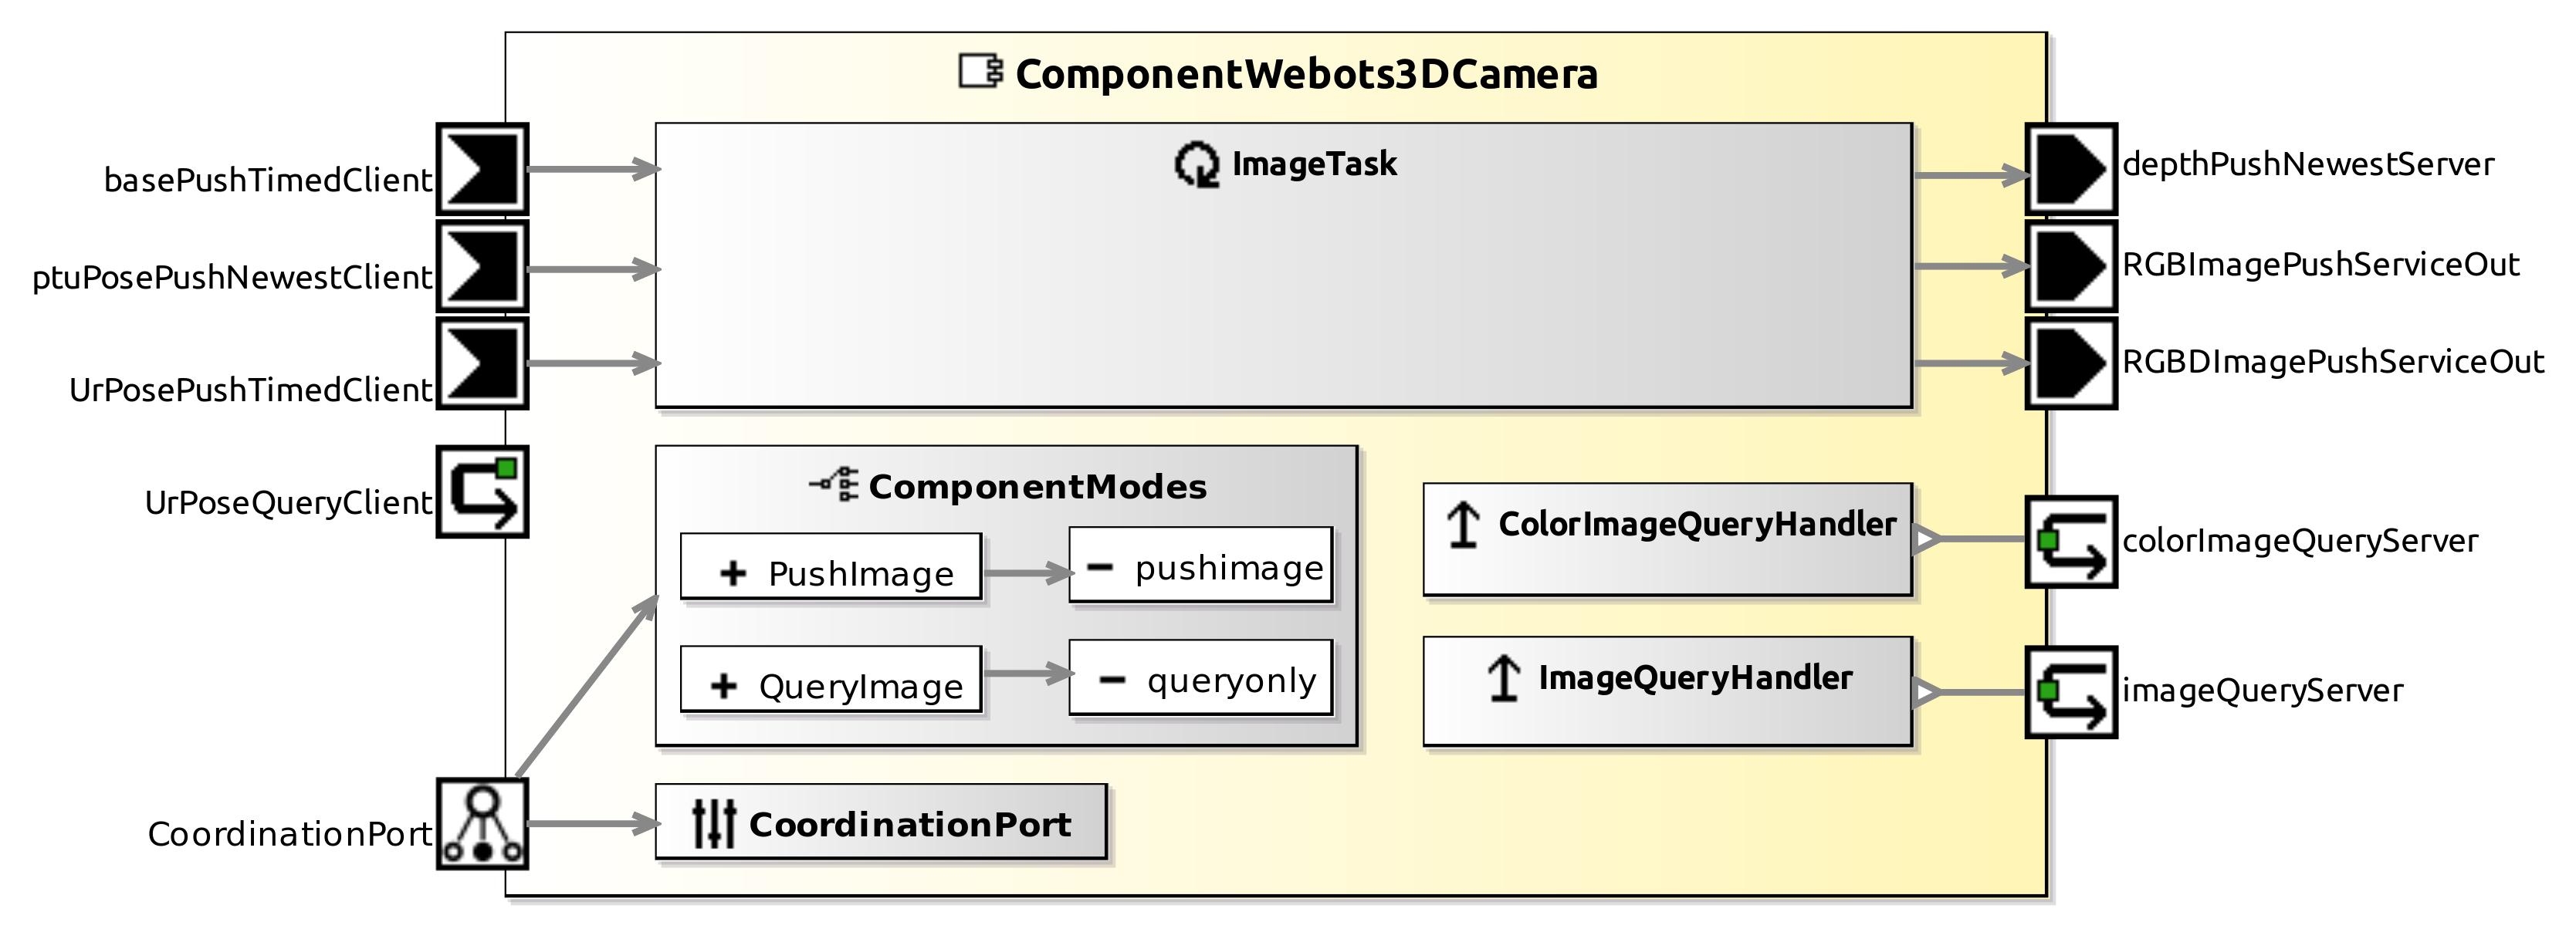 ComponentWebots3DCamera
basePushTimedClient
ptuPosePushNewestClient
UrPosePushTimedClient
UrPoseQueryClient
CoordinationPort
ImageTask
ComponentModes
PushImage
pushimage
QueryImage
queryonly
CoordinationPort
ColorImageQueryHandler
ImageQueryHandler
depthPushNewestServer
RGBImagePushServiceOut
RGBDImagePushServiceOut
colorImageQueryServer
imageQueryServer